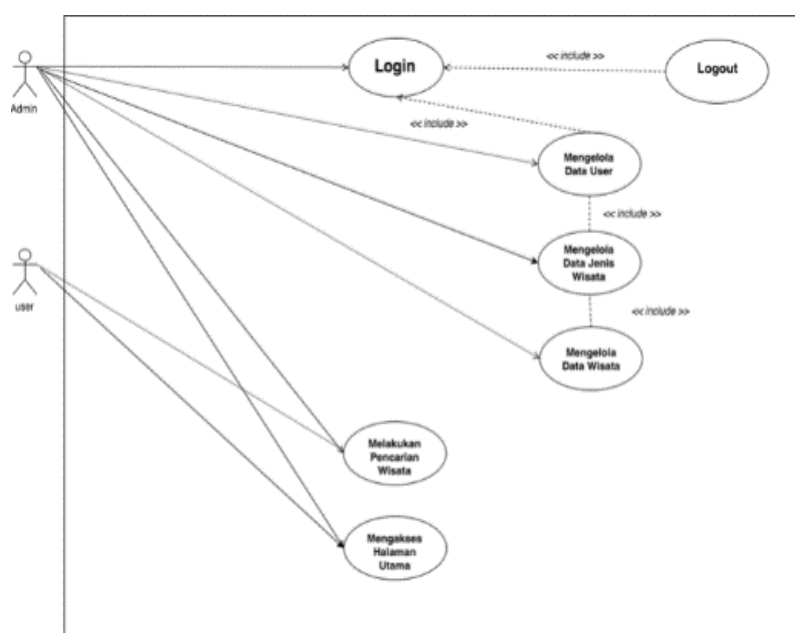 Login
<< include >>
Logout
Admin
<< include >>
Mengelola
Data User
<< include >>
Mengelola
Data Jenis
Wisata
user
<< include >>
Mengelola
Data Wisata
Melakukan
Pencarian
Wisata
Mengakses
Halaman
Utama